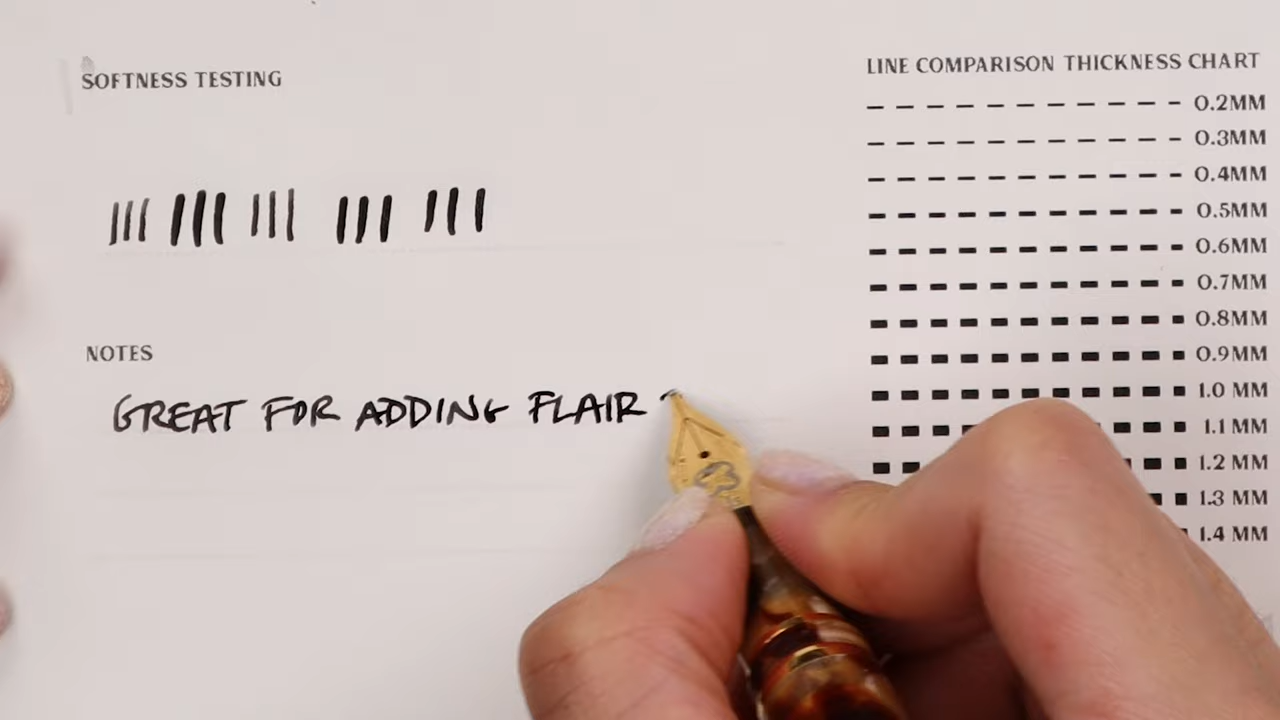 SOFTNESS TESTING
NOTES
GREAT FOR ADDING FLAIR
LINE COMPARISON THICKNESS CHART
0.2MM
0.3MM
0.4MM
0.5MM
0.6MM
0.7MM
0.8MM
0.9MM
1.0 MM
1.1 MM
1.2 MM
1.3 MM
1.4 MM